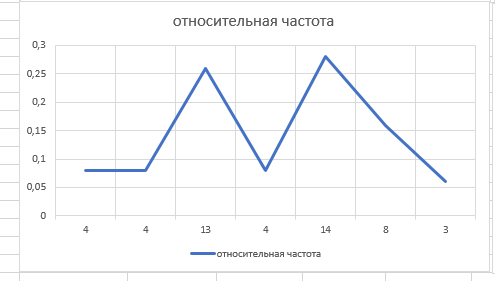 относительная частота
0,3
0,25
0,2
0,15
0,1
0,05
0
4 4 13 4 14 8 3
относительная частота